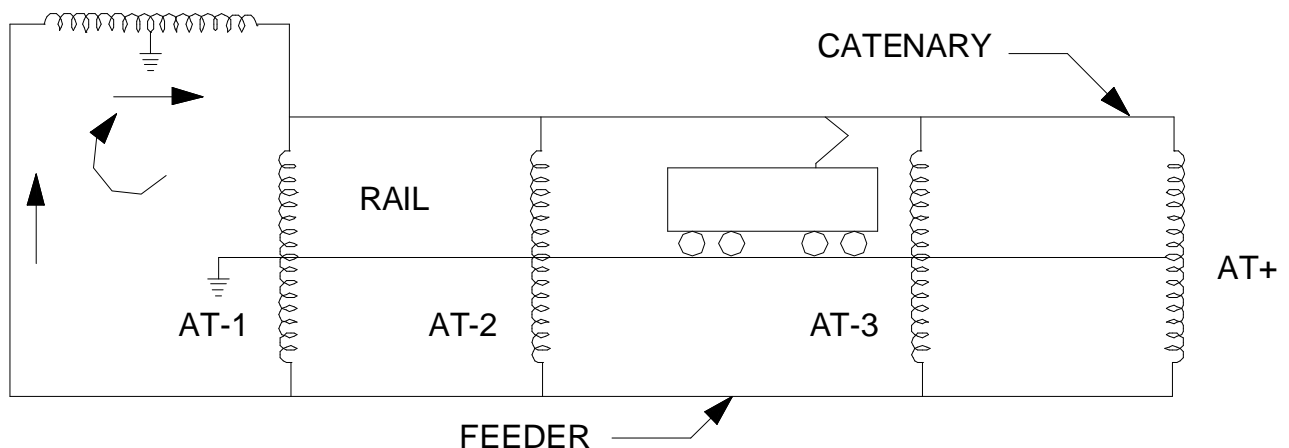 CATENARY
RAIL
AT+
AT-1
AT-2
AT-3
FEEDER